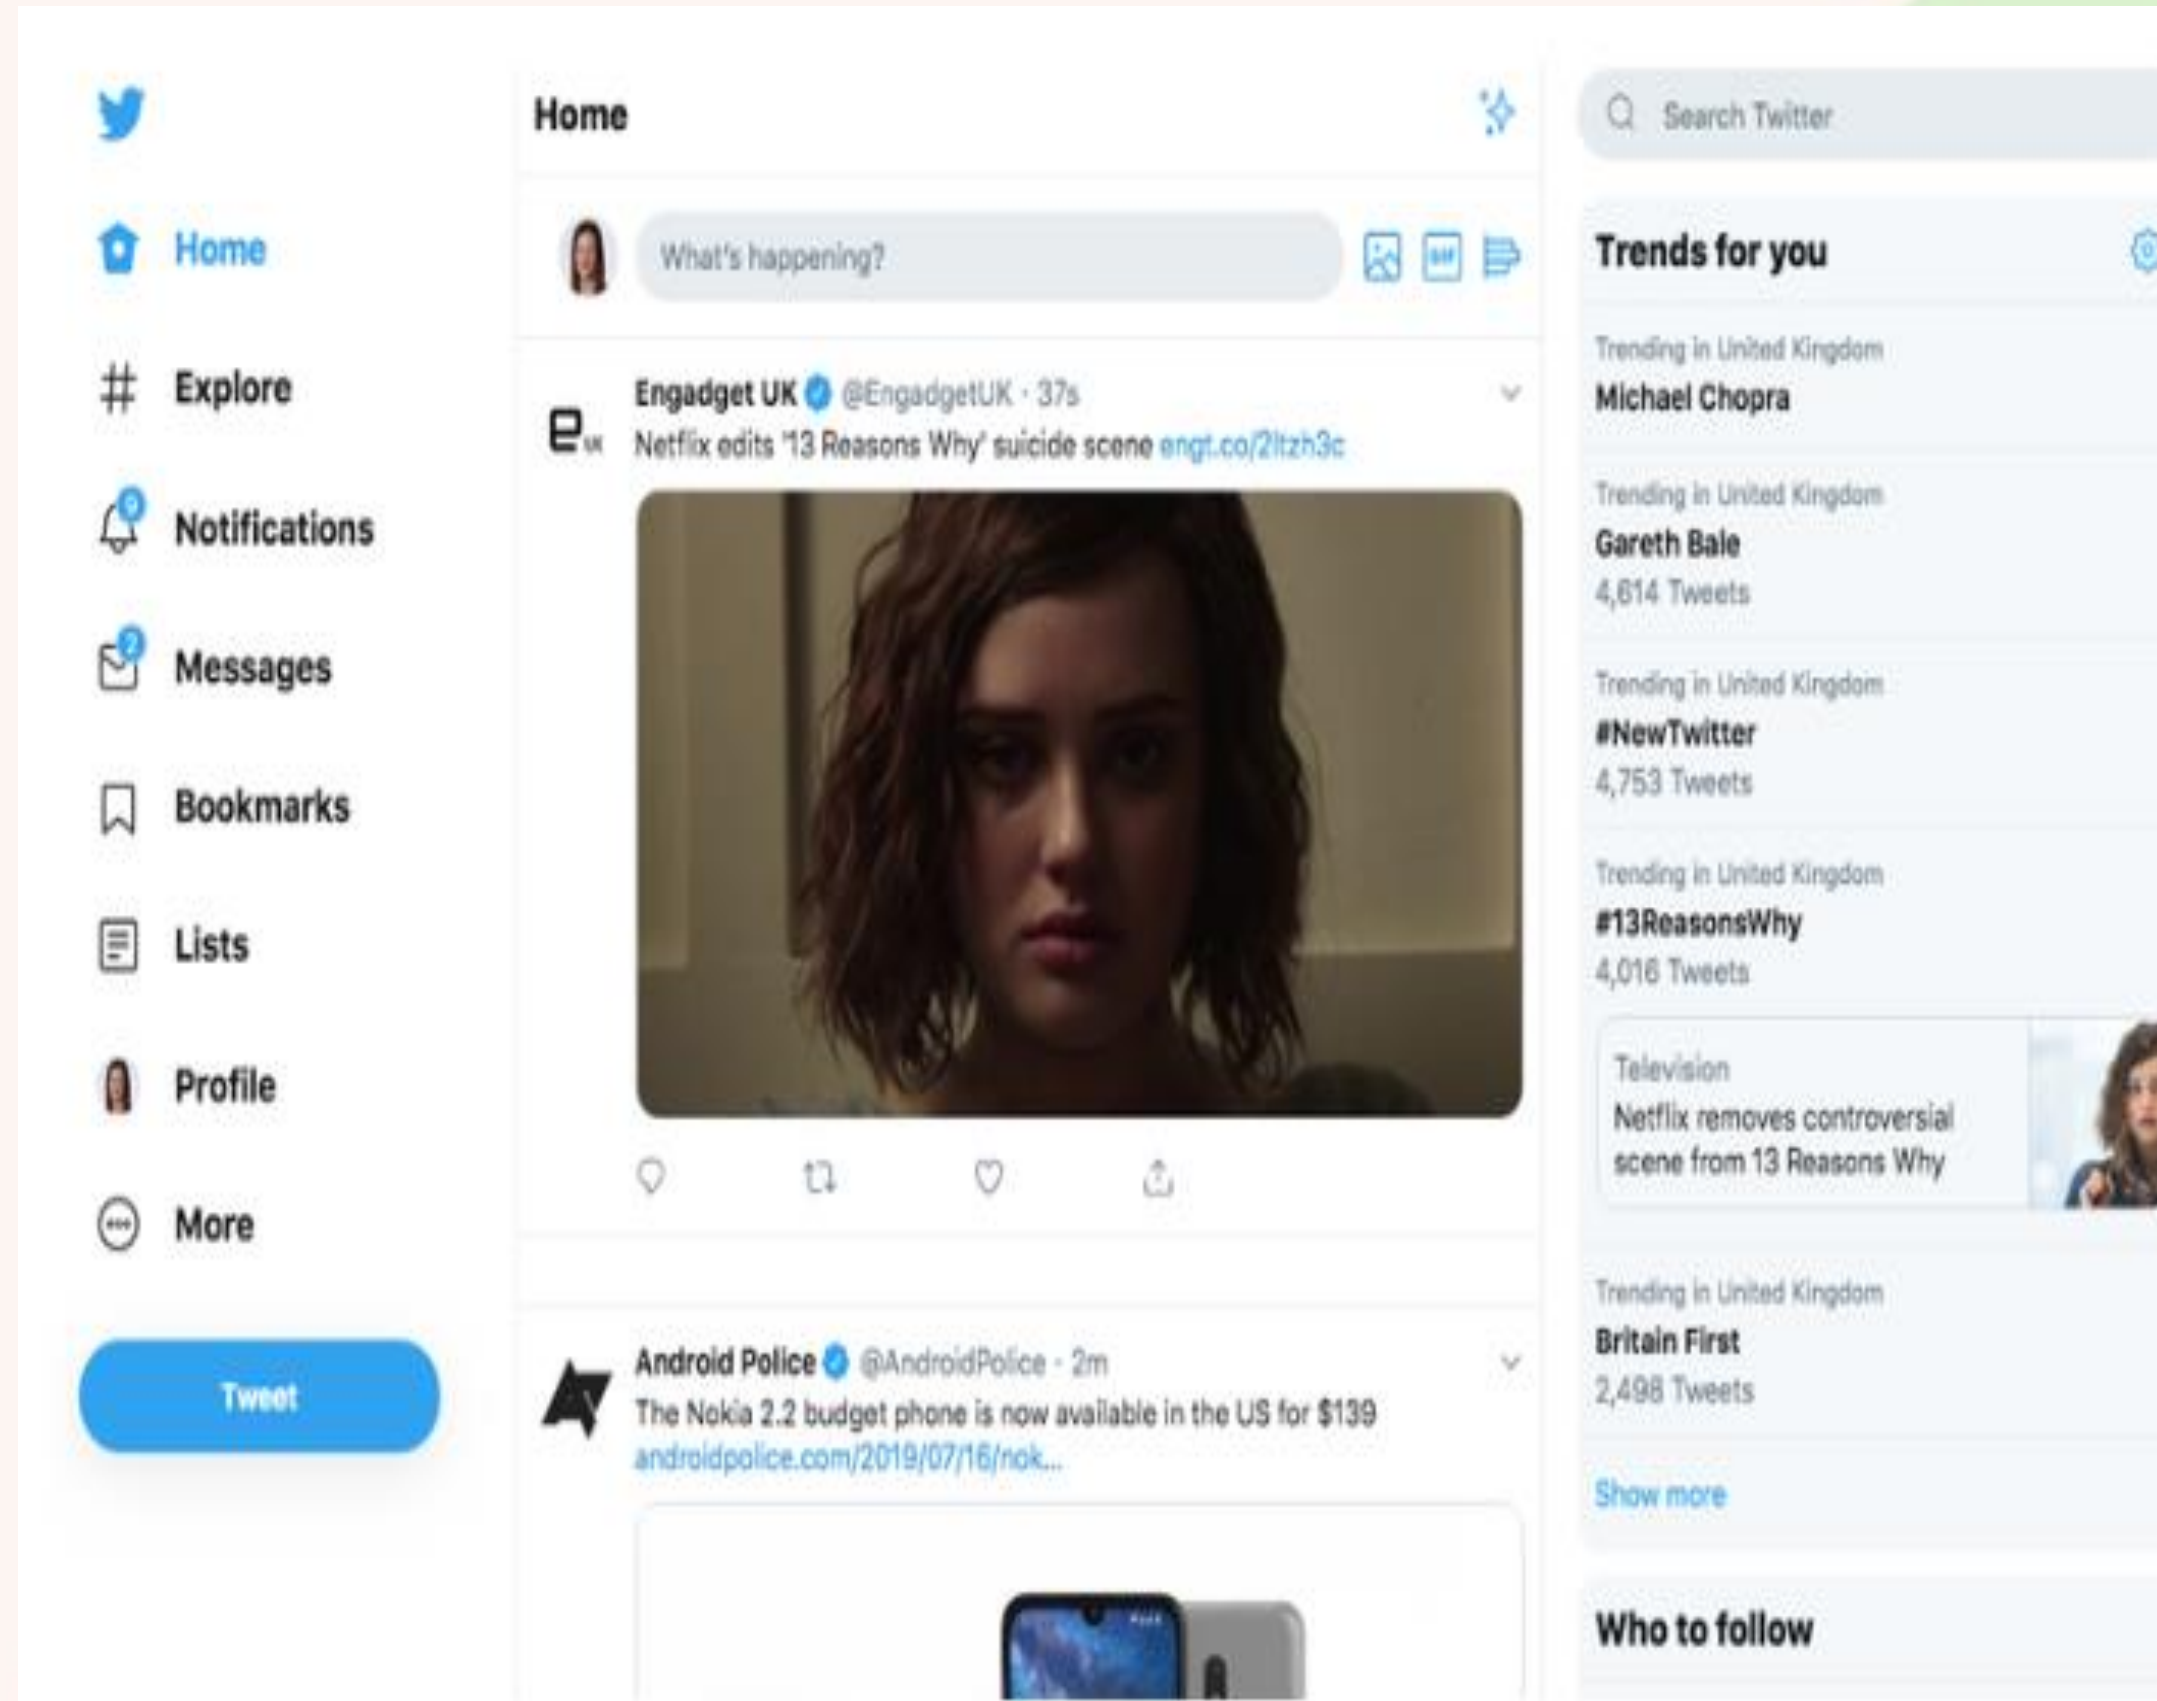 Home
Explore
Notifications
2
Messages
Bookmarks
Lists
Profile
More
Tweet
Home
What's happening?
GIF
Engadget UK @EngadgetUK · 37s
e UK
Netflix edits '13 Reasons Why' suicide scene engt.co/2ltzh3c
Android Police @AndroidPolice · 2m
The Nokia 2.2 budget phone is now available in the US for $139
androidpolice.com/2019/07/16/nok...
Search Twitter
Trends for you
Trending in United Kingdom
Michael Chopra
Trending in United Kingdom
Gareth Bale
4,614 Tweets
Trending in United Kingdom
#NewTwitter
4,753 Tweets
Trending in United Kingdom
#13ReasonsWhy
4,016 Tweets
Television
Netflix removes controversial
scene from 13 Reasons Why
Trending in United Kingdom
Britain First
2,498 Tweets
Show more
Who to follow